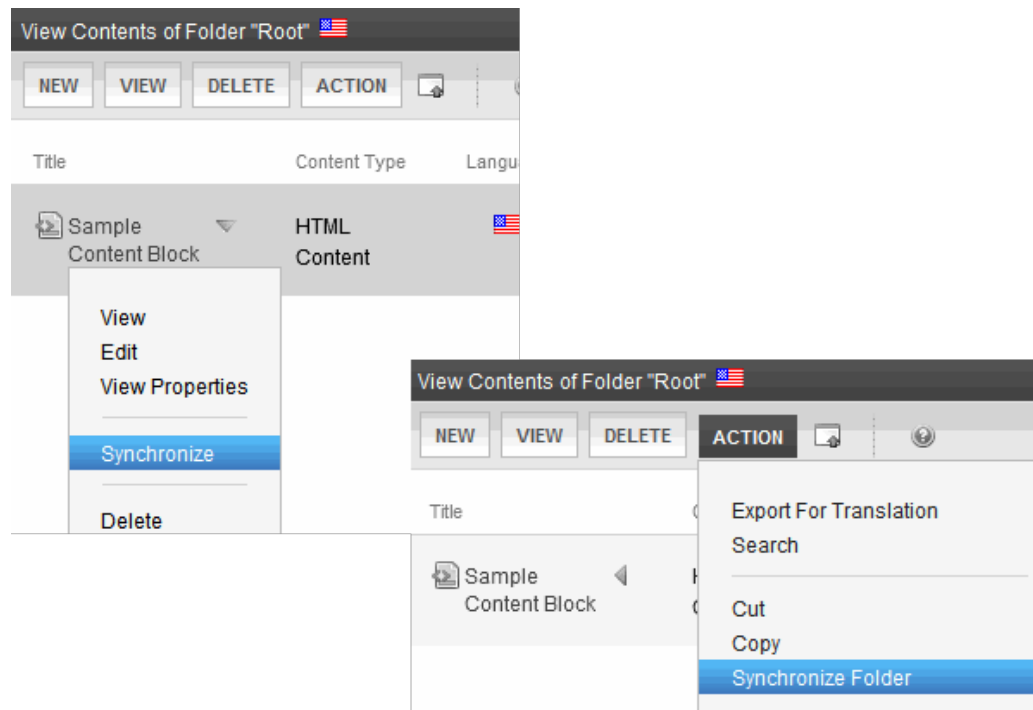 View Contents of Folder "Root"
NEW VIEW DELETE ACTION
Title Content Type Langu
Sample HTML
Content Block Content
View
Edit
View Properties
Synchronize
Delete
View Contents of Folder "Root"
NEW VIEW DELETE ACTION
Title
Export For Translation
Search
Sample
Content Block
Cut
Copy
Synchronize Folder